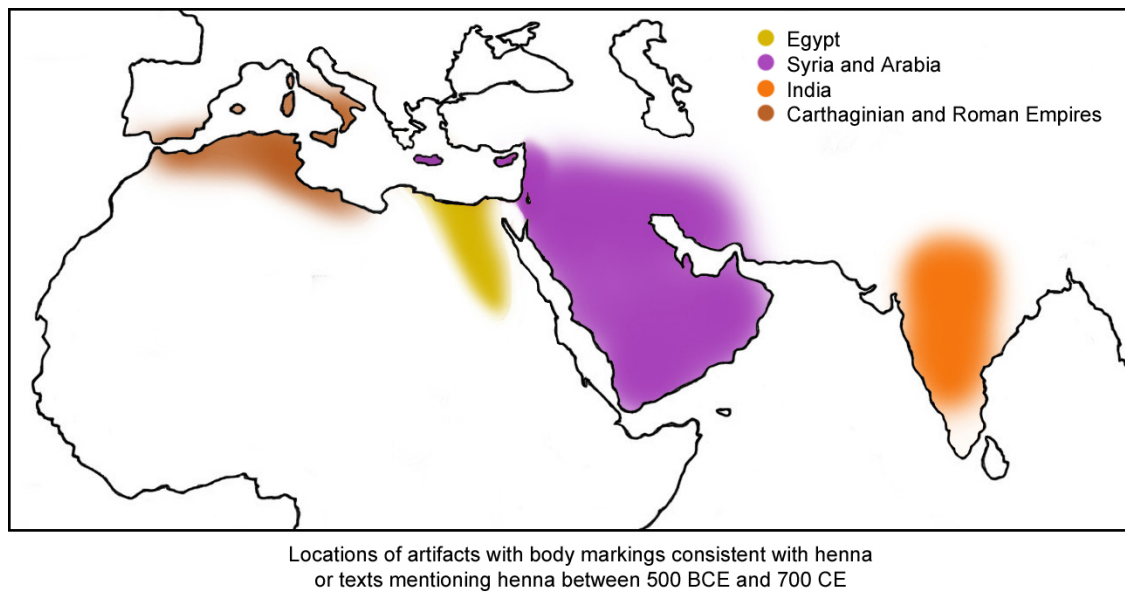 Egypt
Syria and Arabia
India
Carthaginian and Roman Empires
Locations of artifacts with body markings consistent with henna
or texts mentioning henna between 500 BCE and 700 CE